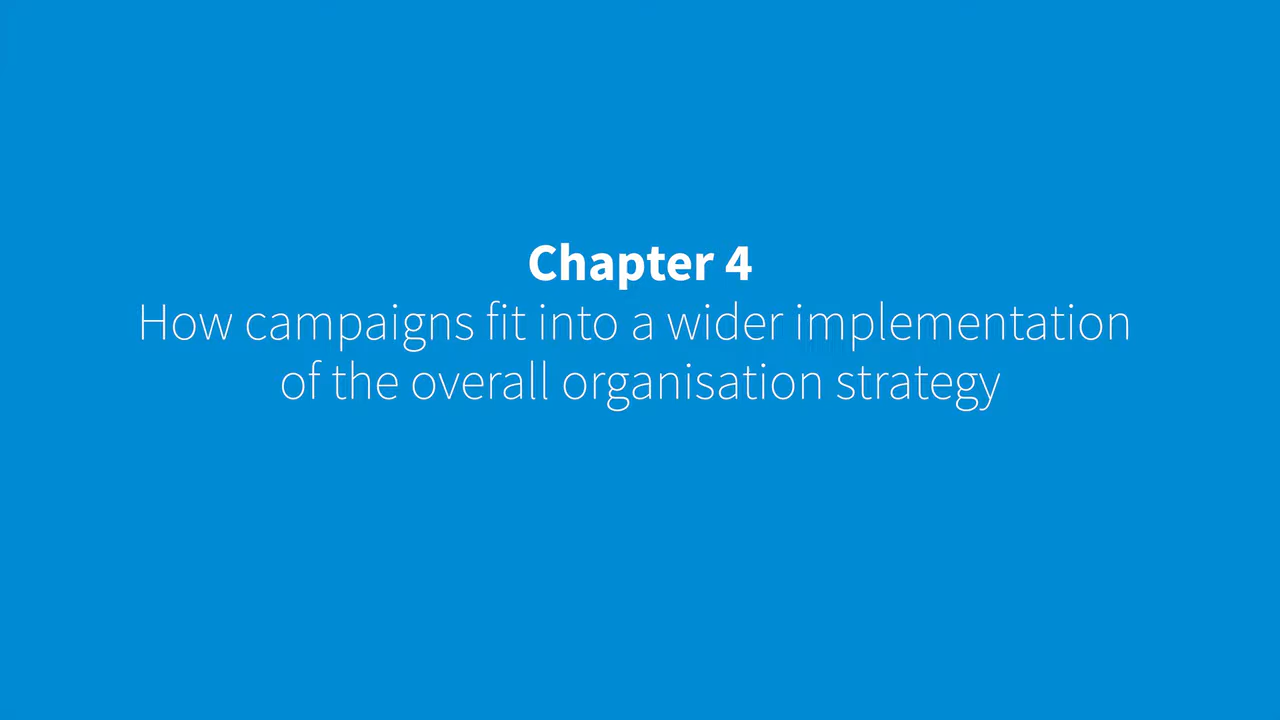 Chapter 4
How campaigns fit into a wider implementation
of the overall organisation strategy